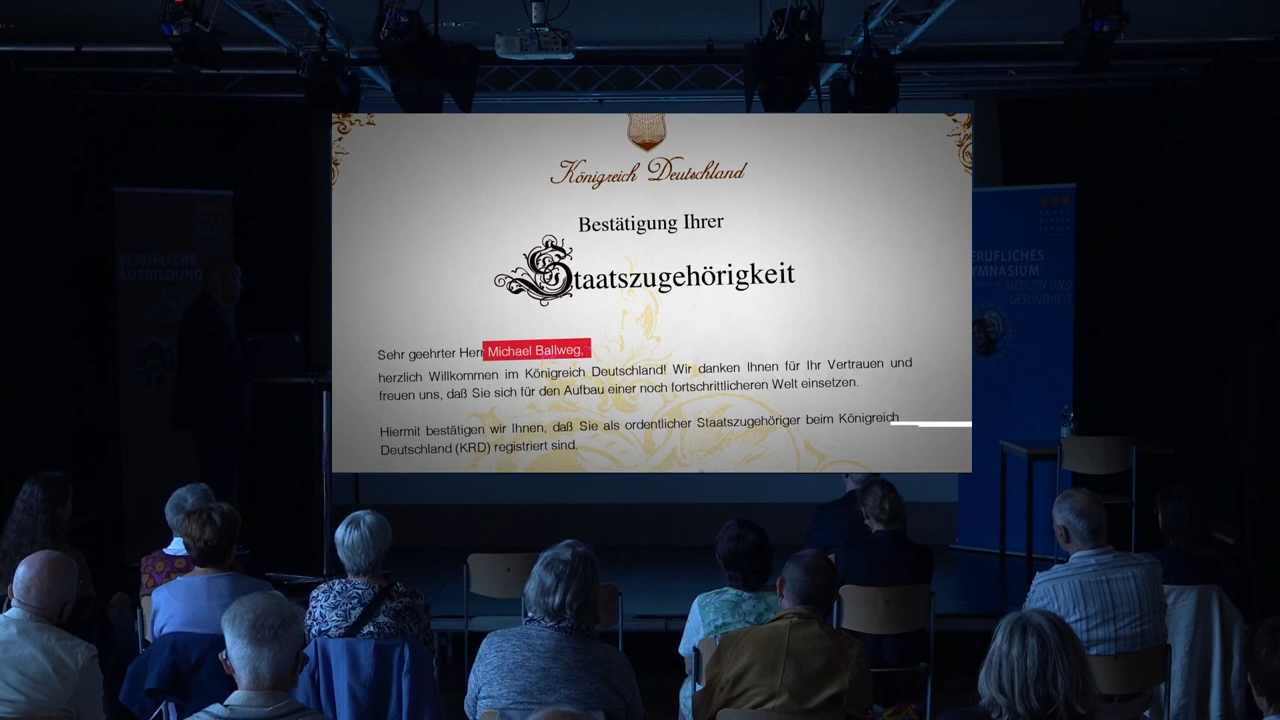 Königreich Deutschland
Bestätigung Ihrer
Staatszugehörigkeit
Sehr geehrter Herr Michael Ballweg,
herzlich Willkommen im Königreich Deutschland! Wir danken Ihnen für Ihr Vertrauen und
freuen uns, daß Sie sich für den Aufbau einer noch fortschrittlicheren Welt einsetzen.
Hiermit bestätigen wir Ihnen, daß Sie als ordentlicher Staatszugehöriger beim Königreich
Deutschland (KRD) registriert sind.
BERUFLICHE
AUSBILDUNG
ERUFLICHES
YMNASIUM
MEDIZIN UND
GESUNDHEIT